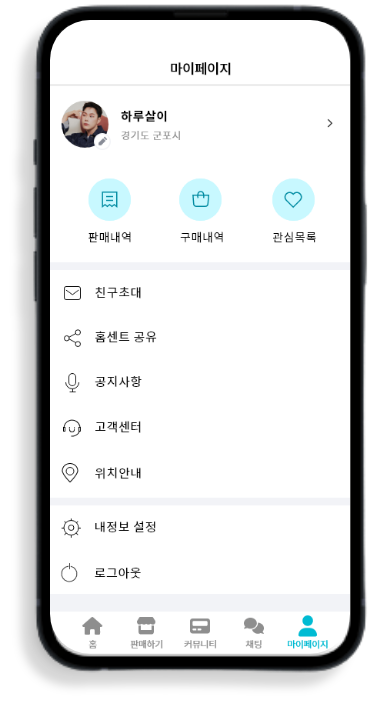 마이페이지
하루살이
경기도 군포시
판매내역 구매내역 관심목록
친구초대
홈센트 공유
공지사항
고객센터
위치안내
내정보 설정
로그아웃
홈 판매하기 커뮤니티 채팅 마이페이지